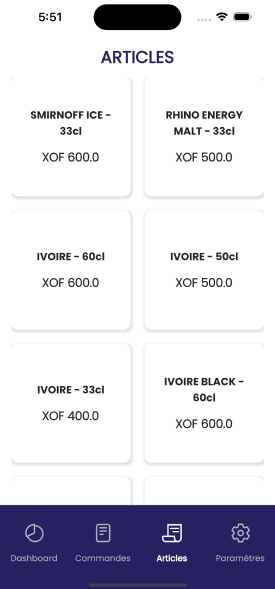 5:51
ARTICLES
SMIRNOFF ICE -
33cl
XOF 600.0
RHINO ENERGY
MALT - 33cl
XOF 500.0
IVOIRE - 60cl
XOF 600.0
IVOIRE - 50cl
XOF 500.0
IVOIRE - 33cl
XOF 400.0
IVOIRE BLACK -
60cl
XOF 600.0
Dashboard
Commandes
Articles
Paramètres